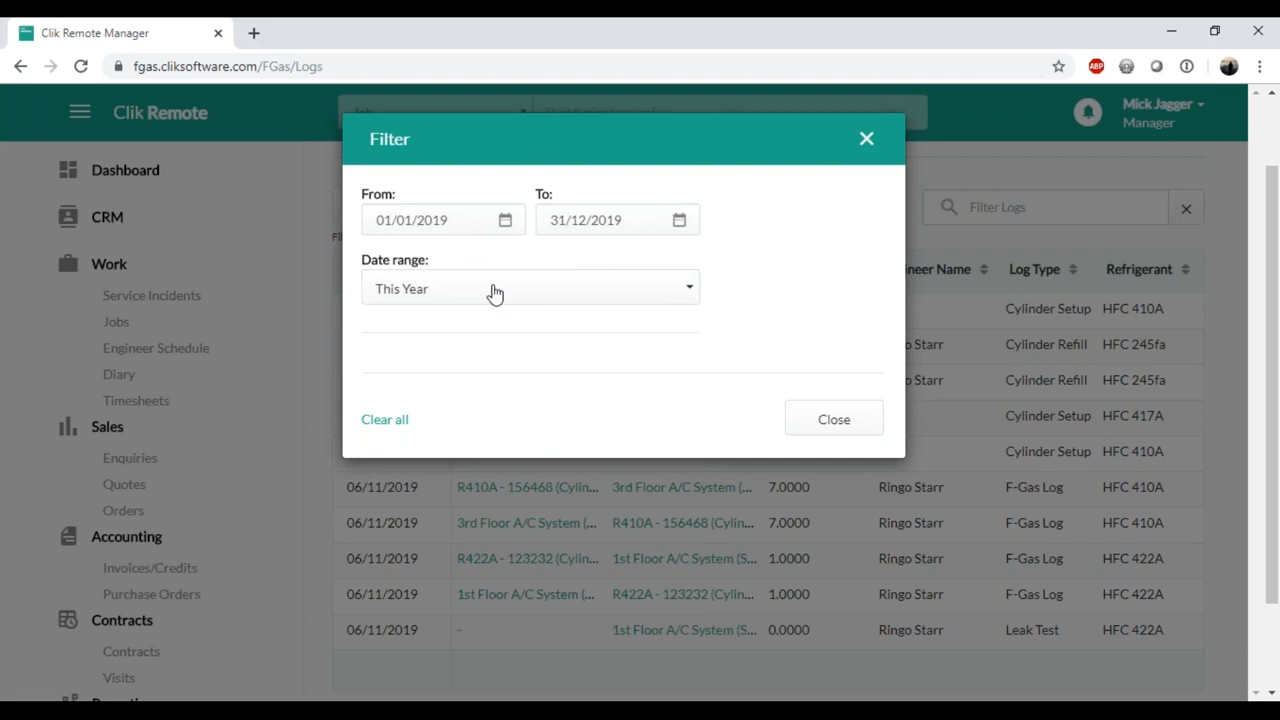 Clik Remote Manager
fgas.cliksoftware.com/FGas/Logs
ABP
Clik Remote
Mick Jagger
Manager
Filter
Dashboard
CRM
Work
Service Incidents
Jobs
Engineer Schedule
Diary
Timesheets
Sales
Enquiries
Quotes
Orders
Accounting
Invoices/Credits
Purchase Orders
Contracts
Contracts
Visits
From:
To:
01/01/2019
31/12/2019
Date range:
This Year
Clear all
Close
Filter Logs
ineer Name Log Type Refrigerant
Cylinder Setup HFC 410A
o Starr Cylinder Refill HFC 245fa
o Starr Cylinder Refill HFC 245fa
Cylinder Setup HFC 417A
Cylinder Setup HFC 410A
06/11/2019 R410A - 156468 (Cylin... 3rd Floor A/C System (... 7.0000 Ringo Starr F-Gas Log HFC 410A
06/11/2019 3rd Floor A/C System (... R410A - 156468 (Cylin... 7.0000 Ringo Starr F-Gas Log HFC 410A
06/11/2019 R422A - 123232 (Cylin... 1st Floor A/C System (S... 1.0000 Ringo Starr F-Gas Log HFC 422A
06/11/2019 1st Floor A/C System (... R422A - 123232 (Cylin... 1.0000 Ringo Starr F-Gas Log HFC 422A
06/11/2019 - 1st Floor A/C System (S... 0.0000 Ringo Starr Leak Test HFC 422A